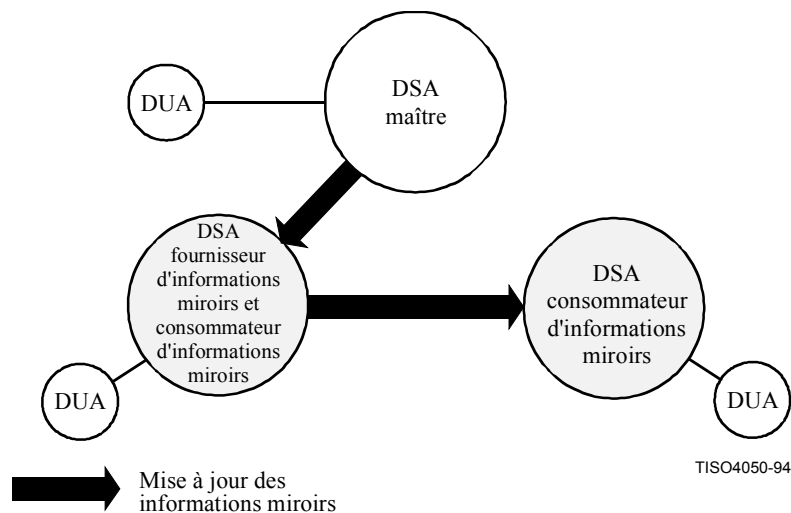 DUA
DSA
maître
DSA
fournisseur
d'informations
miroirs et
consommateur
d'informations
miroirs
DSA
consommateur
d'informations
miroirs
DUA
DUA
TISO4050-94
Mise à jour des
informations miroirs